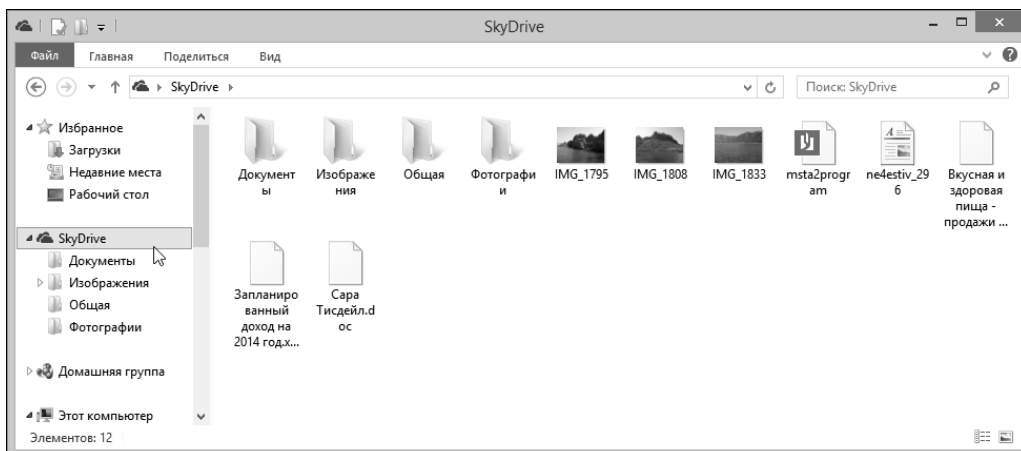 SkyDrive
Файл Главная Поделиться Вид
SkyDrive
Поиск: SkyDrive
Избранное
Загрузки
Недавние места
Рабочий стол
SkyDrive
Документы
Изображения
Общая
Фотографии
Домашняя группа
Этот компьютер
Документ
ы
Изображе
ния
Общая
Фотографи
и
IMG_1795
IMG_1808
IMG_1833
msta2progr
am
ne4estiv_29
6
Вкусная и
здоровая
пища -
продажи ...
Запланиро
ванный
доход на
2014 год.x...
Сара
Тисдейл.d
oc
Элементов: 12